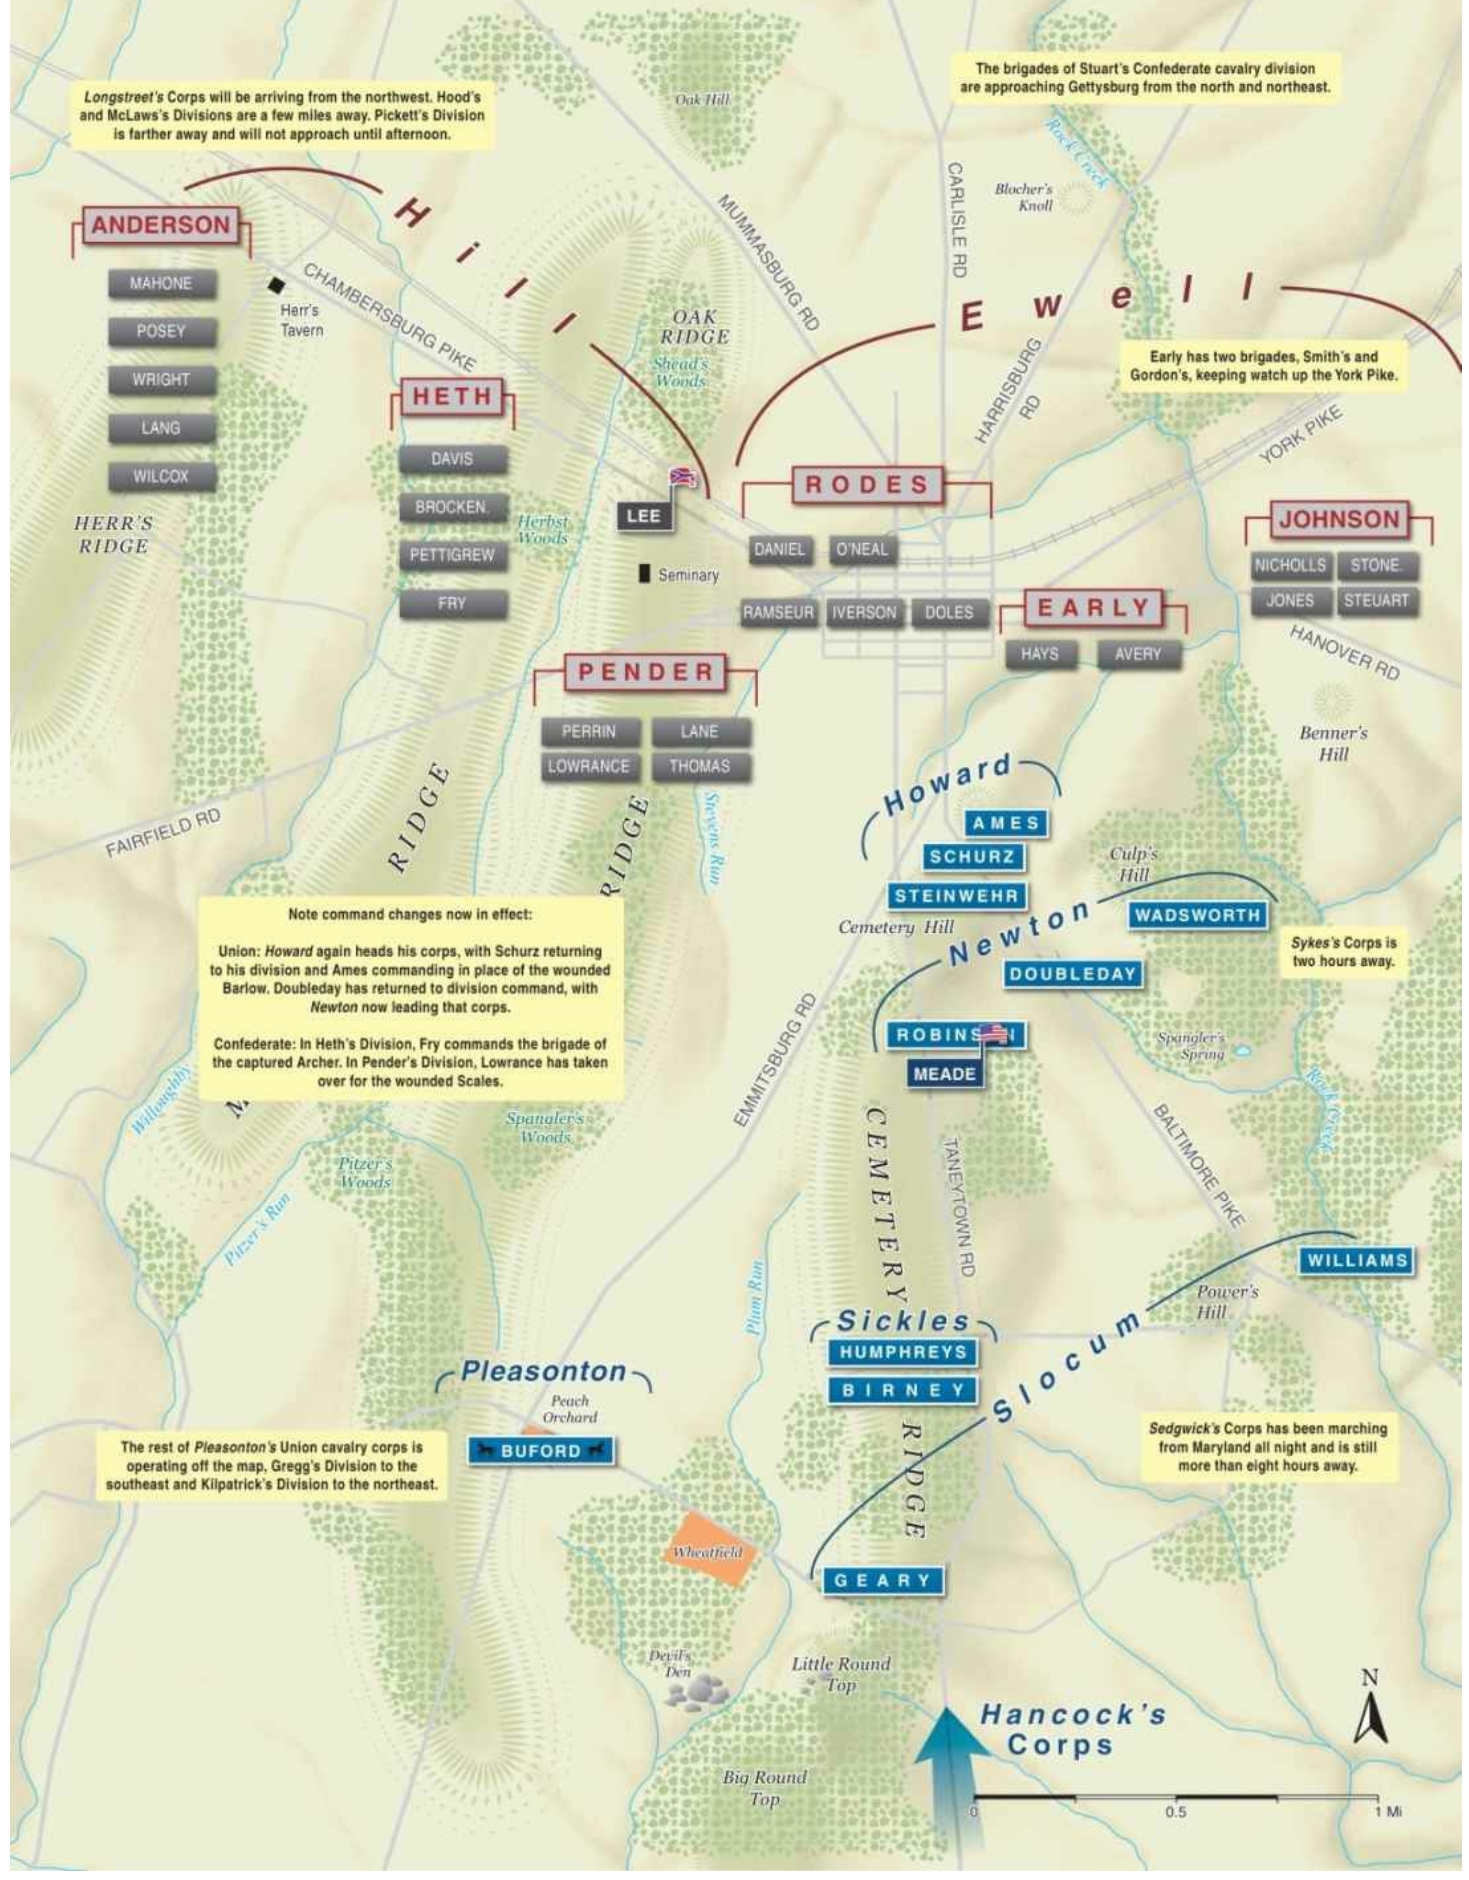 Oak Hill
The brigades of Stuart's Confederate cavalry division
are approaching Gettysburg from the north and northeast.
Longstreet's Corps will be arriving from the northwest. Hood's
and McLaws's Divisions are a few miles away. Pickett's Division
is farther away and will not approach until afternoon.
Rock Creek
CARLISLE RD
Blocher's
Knoll
MUMMASBURG RD
Hill
ANDERSON
MAHONE
POSEY
WRIGHT
LANG
WILCOX
Herr's
Tavern
CHAMBERSBURG PIKE
OAK
RIDGE
Shead's
Woods
Ewell
HARRISBURG
RD
Early has two brigades, Smith's and
Gordon's, keeping watch up the York Pike.
YORK PIKE
HETH
DAVIS
BROCKEN.
PETTIGREW
FRY
HERR'S
RIDGE
Herbst
Woods
LEE
Seminary
RODES
DANIEL
O'NEAL
RAMSEUR
IVERSON
DOLES
JOHNSON
NICHOLLS
STONE.
JONES
STEUART
EARLY
HAYS
AVERY
HANOVER RD
PENDER
PERRIN
LANE
LOWRANCE
THOMAS
Benner's
Hill
FAIRFIELD RD
RIDGE
RIDGE
Stevens Run
Howard
AMES
SCHURZ
STEINWEHR
Cemetery Hill
Culp's
Hill
Newton
WADSWORTH
DOUBLEDAY
Sykes's Corps is
two hours away.
Note command changes now in effect:
Union: Howard again heads his corps, with Schurz returning
to his division and Ames commanding in place of the wounded
Barlow. Doubleday has returned to division command, with
Newton now leading that corps.
Confederate: In Heth's Division, Fry commands the brigade of
the captured Archer. In Pender's Division, Lowrance has taken
over for the wounded Scales.
M
EMMITSBURG RD
MEADE
Spangler's
Spring
Rock Creek
Willoughby
Spangler's
Woods
Pitzer's
Woods
Pitzer's Run
CEMETERY
TANEYTOWN RD
BALTIMORE PIKE
Plum Run
WILLIAMS
Power's
Hill
Slocum
Sickles
HUMPHREYS
BIRNEY
RIDGE
Pleasonton
Peach
Orchard
BUFORD
The rest of Pleasonton's Union cavalry corps is
operating off the map, Gregg's Division to the
southeast and Kilpatrick's Division to the northeast.
Sedgwick's Corps has been marching
from Maryland all night and is still
more than eight hours away.
Wheatfield
GEARY
Devil's
Den
Little Round
Top
Big Round
Top
Hancock's
Corps
N
0 0.5 1 Mi